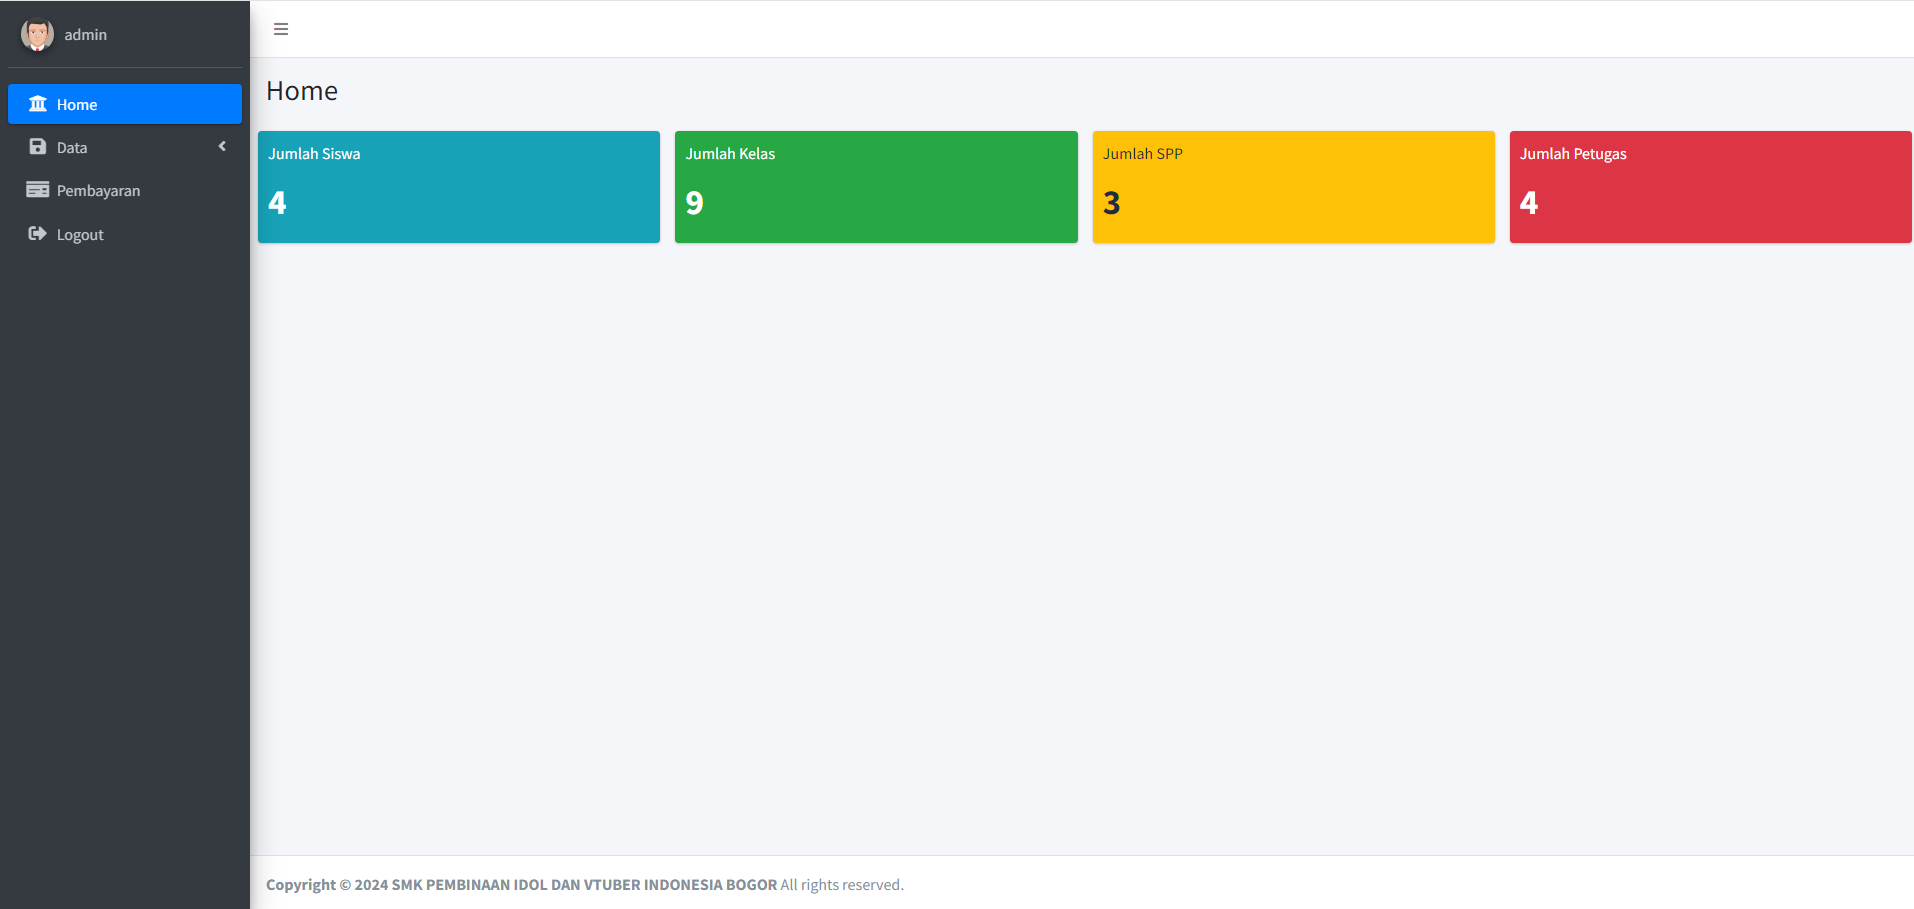 admin
Home
Data
Pembayaran
Logout
Home
Jumlah Siswa
4
Jumlah Kelas
9
Jumlah SPP
3
Jumlah Petugas
4
Copyright © 2024 SMK PEMBINAAN IDOL DAN VTUBER INDONESIA BOGOR All rights reserved.